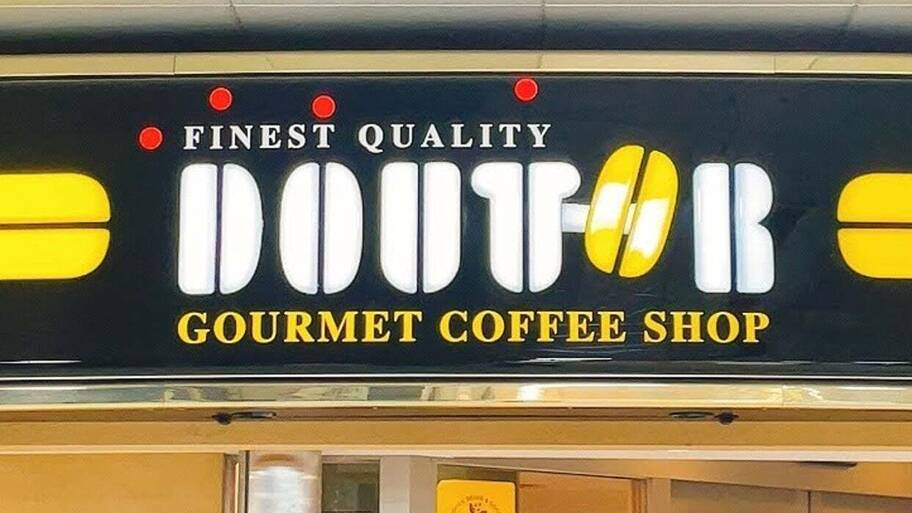 FINEST QUALITY
DOUTOR
GOURMET COFFEE SHOP